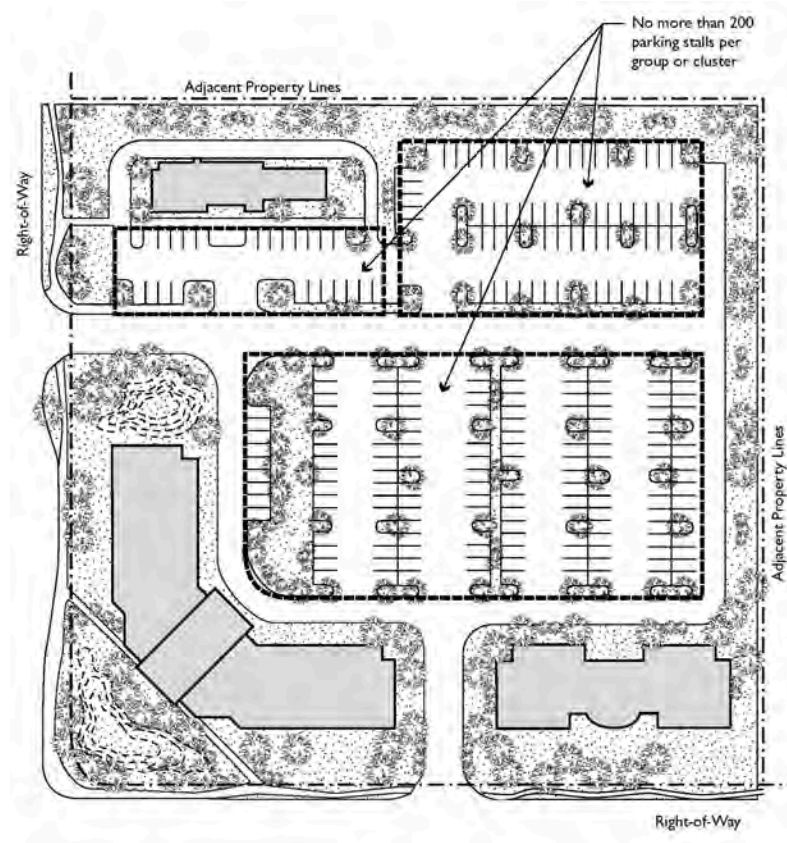 No more than 200
parking stalls per
group or cluster
Adjacent Property Lines
Right-of-Way
Adjacent Property Lines
Right-of-Way